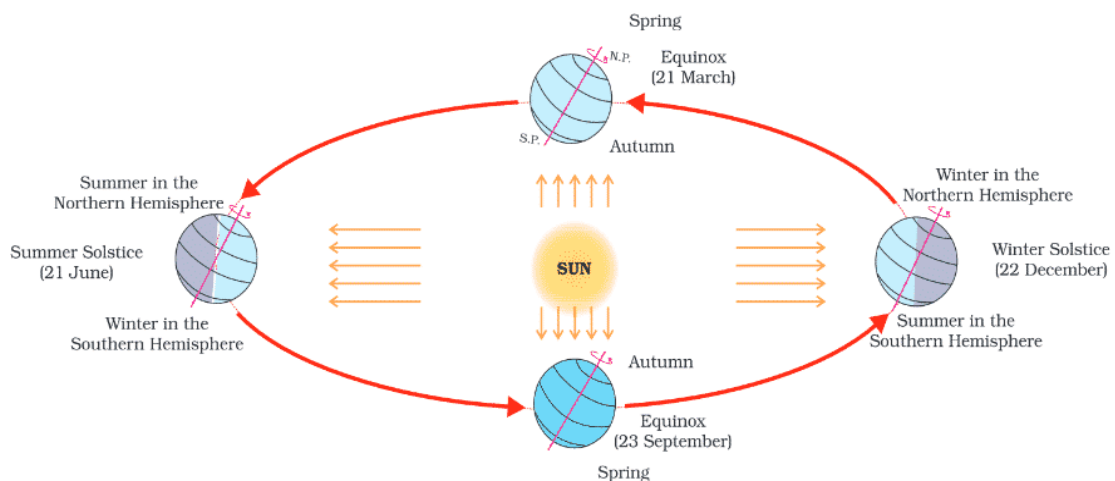 Spring
N.P.
Equinox
(21 March)
S.P.
Autumn
Summer in the
Northern Hemisphere
Summer Solstice
(21 June)
Winter in the
Southern Hemisphere
SUN
Winter in the
Northern Hemisphere
Winter Solstice
(22 December)
Summer in the
Southern Hemisphere
Autumn
Equinox
(23 September)
Spring